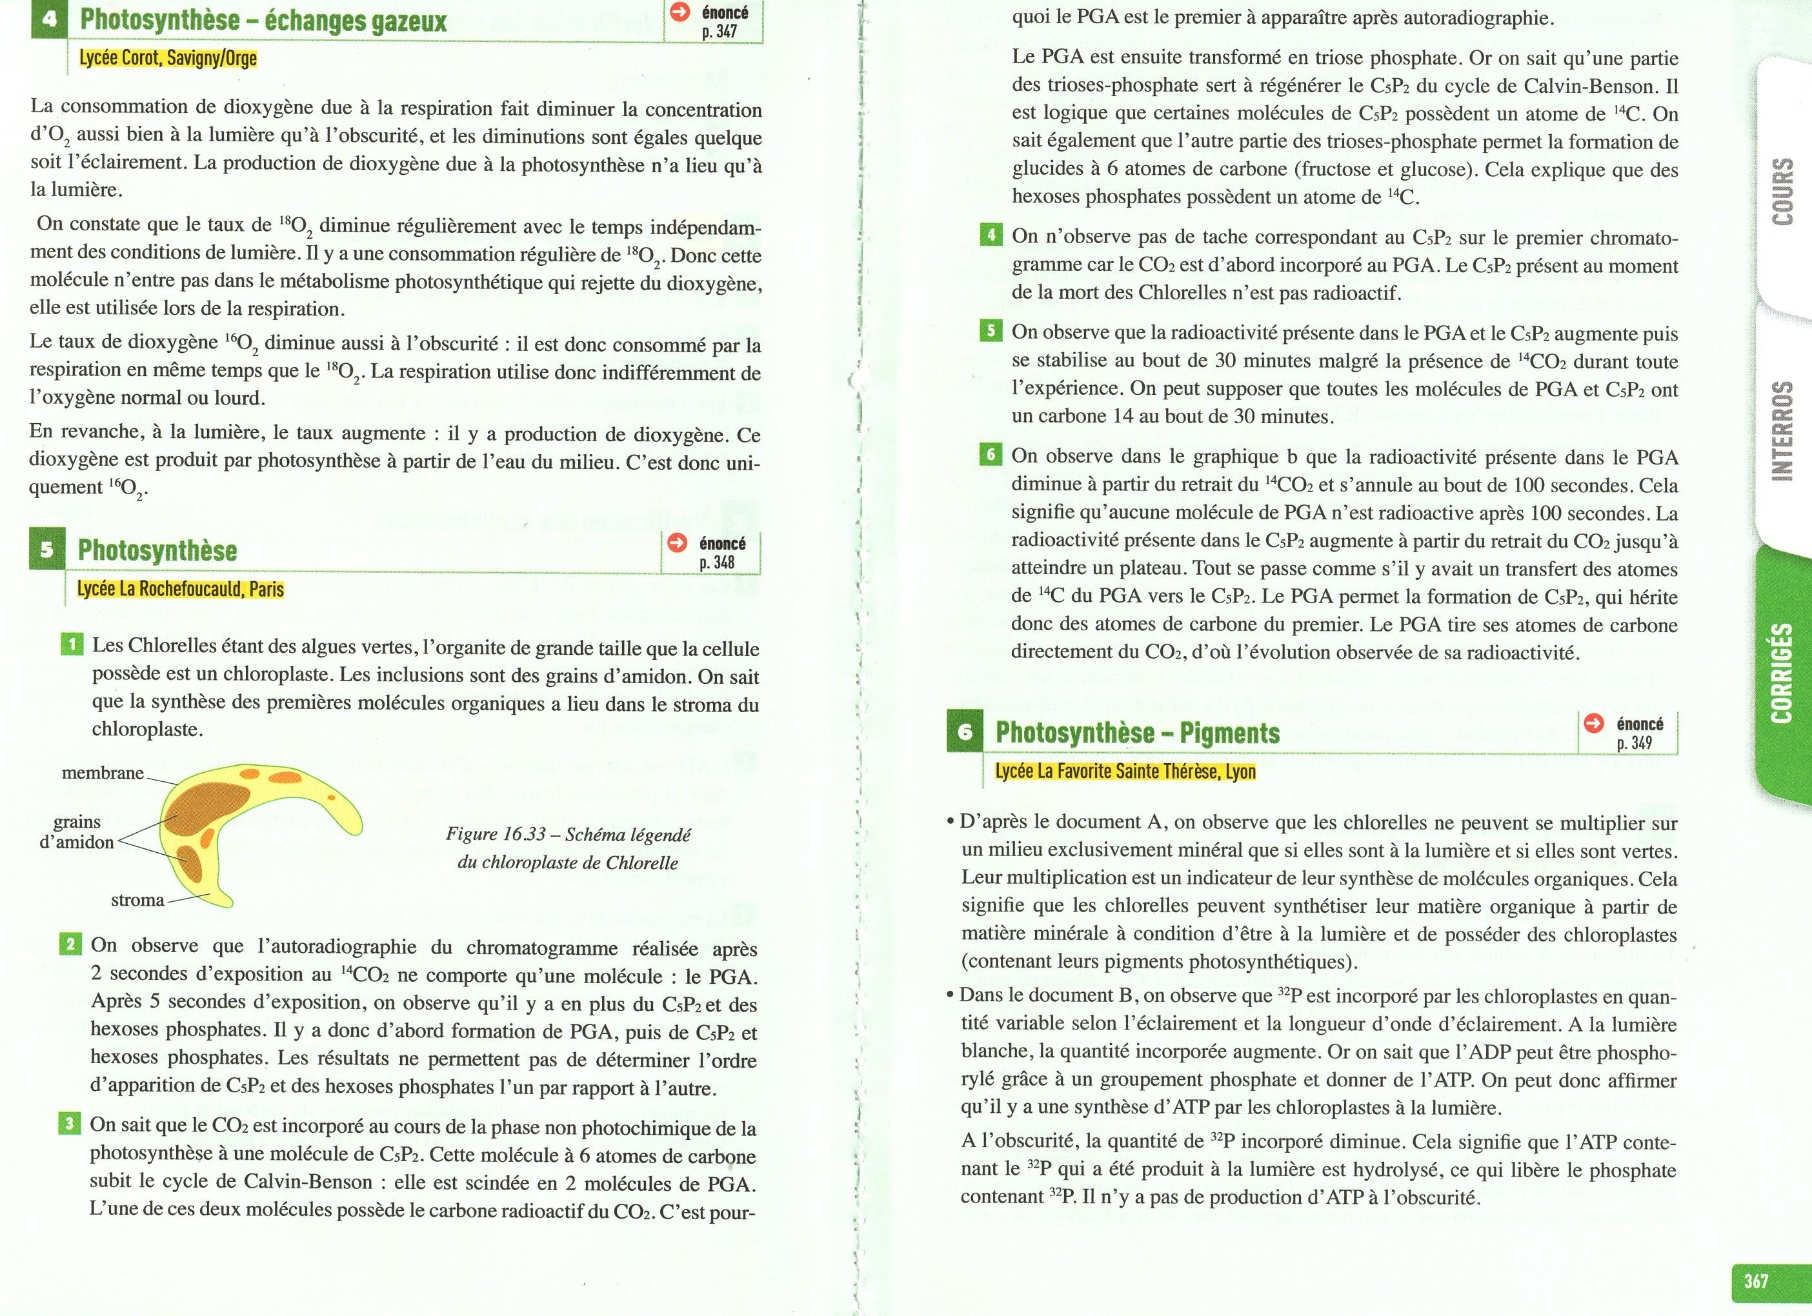 4 Photosynthèse – échanges gazeux
énoncé
p. 347
Lycée Corot, Savigny/Orge
La consommation de dioxygène due à la respiration fait diminuer la concentration
d’O₂ aussi bien à la lumière qu’à l’obscurité, et les diminutions sont égales quelque
soit l’éclairement. La production de dioxygène due à la photosynthèse n’a lieu qu’à
la lumière.
On constate que le taux de ¹⁸O₂ diminue régulièrement avec le temps indépendam-
ment des conditions de lumière. Il y a une consommation régulière de ¹⁸O₂. Donc cette
molécule n’entre pas dans le métabolisme photosynthétique qui rejette du dioxygène,
elle est utilisée lors de la respiration.
Le taux de dioxygène ¹⁶O₂ diminue aussi à l’obscurité : il est donc consommé par la
respiration en même temps que le ¹⁸O₂. La respiration utilise donc indifféremment de
l’oxygène normal ou lourd.
En revanche, à la lumière, le taux augmente : il y a production de dioxygène. Ce
dioxygène est produit par photosynthèse à partir de l’eau du milieu. C’est donc uni-
quement ¹⁶O₂.
5 Photosynthèse
énoncé
p. 348
Lycée La Rochefoucauld, Paris
1 Les Chlorelles étant des algues vertes, l’organite de grande taille que la cellule
possède est un chloroplaste. Les inclusions sont des grains d’amidon. On sait
que la synthèse des premières molécules organiques a lieu dans le stroma du
chloroplaste.
membrane
grains
d’amidon
stroma
Figure 16.33 – Schéma légendé
du chloroplaste de Chlorelle
2 On observe que l’autoradiographie du chromatogramme réalisée après
2 secondes d’exposition au ¹⁴CO₂ ne comporte qu’une molécule : le PGA.
Après 5 secondes d’exposition, on observe qu’il y a en plus du C₅P₂ et des
hexoses phosphates. Il y a donc d’abord formation de PGA, puis de C₅P₂ et
hexoses phosphates. Les résultats ne permettent pas de déterminer l’ordre
d’apparition de C₅P₂ et des hexoses phosphates l’un par rapport à l’autre.
3 On sait que le CO₂ est incorporé au cours de la phase non photochimique de la
photosynthèse à une molécule de C₅P₂. Cette molécule à 6 atomes de carbone
subit le cycle de Calvin-Benson : elle est scindée en 2 molécules de PGA.
L’une de ces deux molécules possède le carbone radioactif du CO₂. C’est pour-
quoi le PGA est le premier à apparaître après autoradiographie.
Le PGA est ensuite transformé en triose phosphate. Or on sait qu’une partie
des trioses-phosphate sert à régénérer le C₅P₂ du cycle de Calvin-Benson. Il
est logique que certaines molécules de C₅P₂ possèdent un atome de ¹⁴C. On
sait également que l’autre partie des trioses-phosphate permet la formation de
glucides à 6 atomes de carbone (fructose et glucose). Cela explique que des
hexoses phosphates possèdent un atome de ¹⁴C.
4 On n’observe pas de tache correspondant au C₅P₂ sur le premier chromato-
gramme car le CO₂ est d’abord incorporé au PGA. Le C₅P₂ présent au moment
de la mort des Chlorelles n’est pas radioactif.
5 On observe que la radioactivité présente dans le PGA et le C₅P₂ augmente puis
se stabilise au bout de 30 minutes malgré la présence de ¹⁴CO₂ durant toute
l’expérience. On peut supposer que toutes les molécules de PGA et C₅P₂ ont
un carbone 14 au bout de 30 minutes.
6 On observe dans le graphique b que la radioactivité présente dans le PGA
diminue à partir du retrait du ¹⁴CO₂ et s’annule au bout de 100 secondes. Cela
signifie qu’aucune molécule de PGA n’est radioactive après 100 secondes. La
radioactivité présente dans le C₅P₂ augmente à partir du retrait du CO₂ jusqu’à
atteindre un plateau. Tout se passe comme s’il y avait un transfert des atomes
de ¹⁴C du PGA vers le C₅P₂. Le PGA permet la formation de C₅P₂, qui hérite
donc des atomes de carbone du premier. Le PGA tire ses atomes de carbone
directement du CO₂, d’où l’évolution observée de sa radioactivité.
6 Photosynthèse – Pigments
énoncé
p. 349
Lycée La Favorite Sainte Thérèse, Lyon
• D’après le document A, on observe que les chlorelles ne peuvent se multiplier sur
un milieu exclusivement minéral que si elles sont à la lumière et si elles sont vertes.
Leur multiplication est un indicateur de leur synthèse de molécules organiques. Cela
signifie que les chlorelles peuvent synthétiser leur matière organique à partir de
matière minérale à condition d’être à la lumière et de posséder des chloroplastes
(contenant leurs pigments photosynthétiques).
• Dans le document B, on observe que ³²P est incorporé par les chloroplastes en quan-
tité variable selon l’éclairement et la longueur d’onde d’éclairement. A la lumière
blanche, la quantité incorporée augmente. Or on sait que l’ADP peut être phospho-
rylé grâce à un groupement phosphate et donner de l’ATP. On peut donc affirmer
qu’il y a une synthèse d’ATP par les chloroplastes à la lumière.
A l’obscurité, la quantité de ³²P incorporé diminue. Cela signifie que l’ATP conte-
nant le ³²P qui a été produit à la lumière est hydrolysé, ce qui libère le phosphate
contenant ³²P. Il n’y a pas de production d’ATP à l’obscurité.
COURS
INTERROS
CORRIGÉS
367